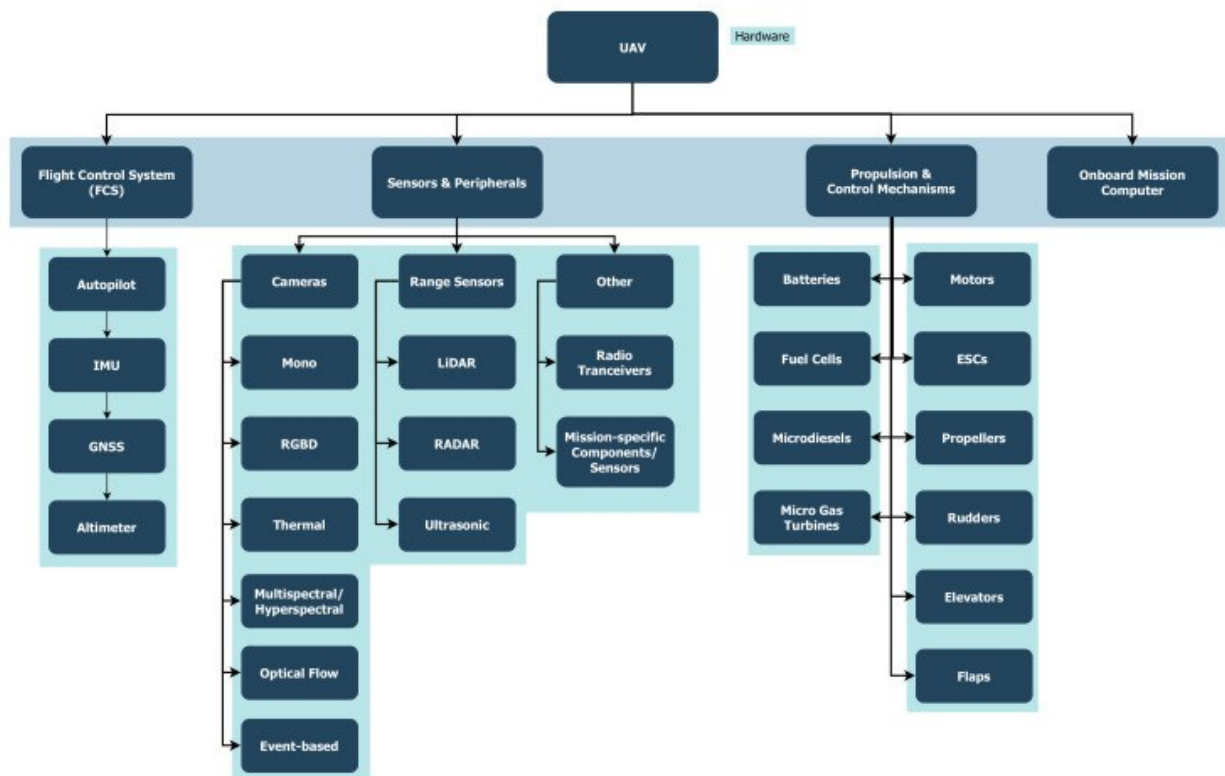 UAV
Hardware
Flight Control System
(FCS)
Sensors & Peripherals
Propulsion &
Control Mechanisms
Onboard Mission
Computer
Autopilot
IMU
GNSS
Altimeter
Cameras
Mono
RGBD
Thermal
Multispectral/
Hyperspectral
Optical Flow
Event-based
Range Sensors
LiDAR
RADAR
Ultrasonic
Other
Radio
Tranceivers
Mission-specific
Components/
Sensors
Batteries
Fuel Cells
Microdiesels
Micro Gas
Turbines
Motors
ESCs
Propellers
Rudders
Elevators
Flaps